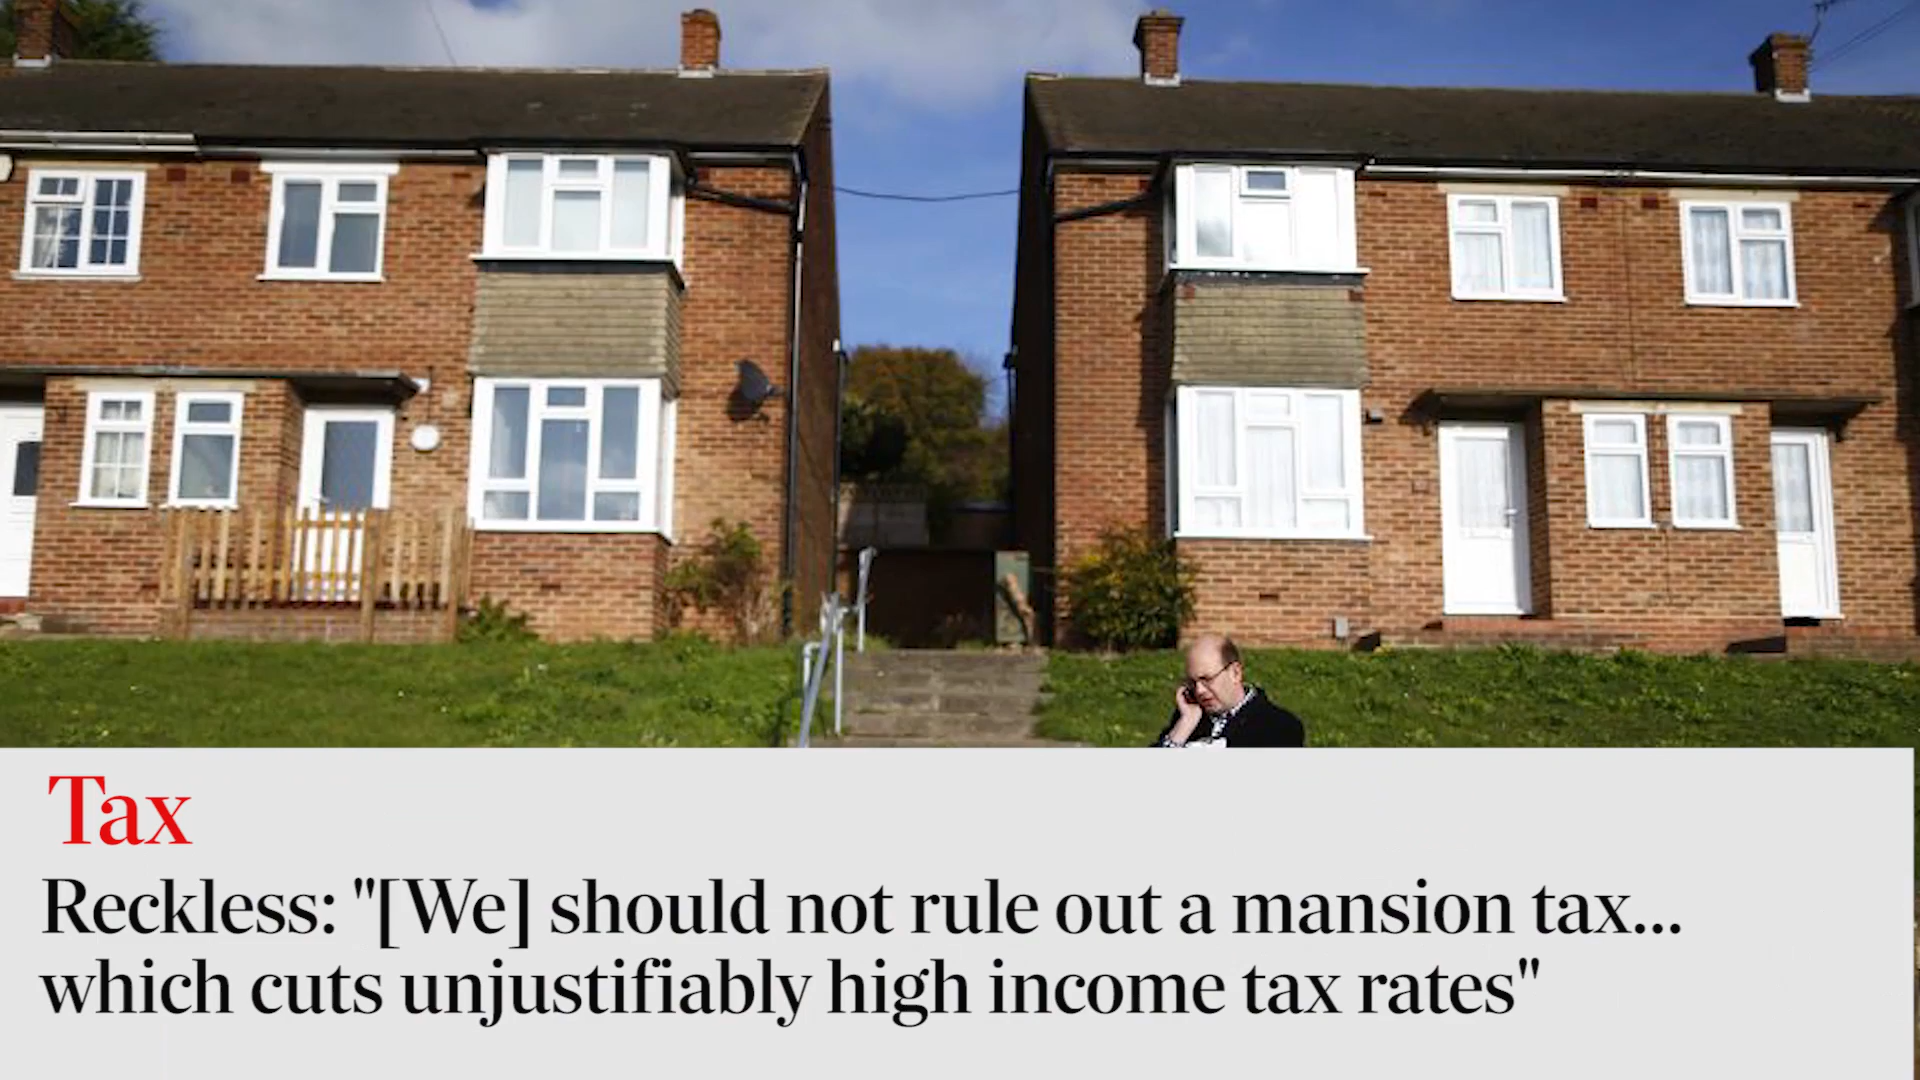 Tax
Reckless: "[We] should not rule out a mansion tax...
which cuts unjustifiably high income tax rates"